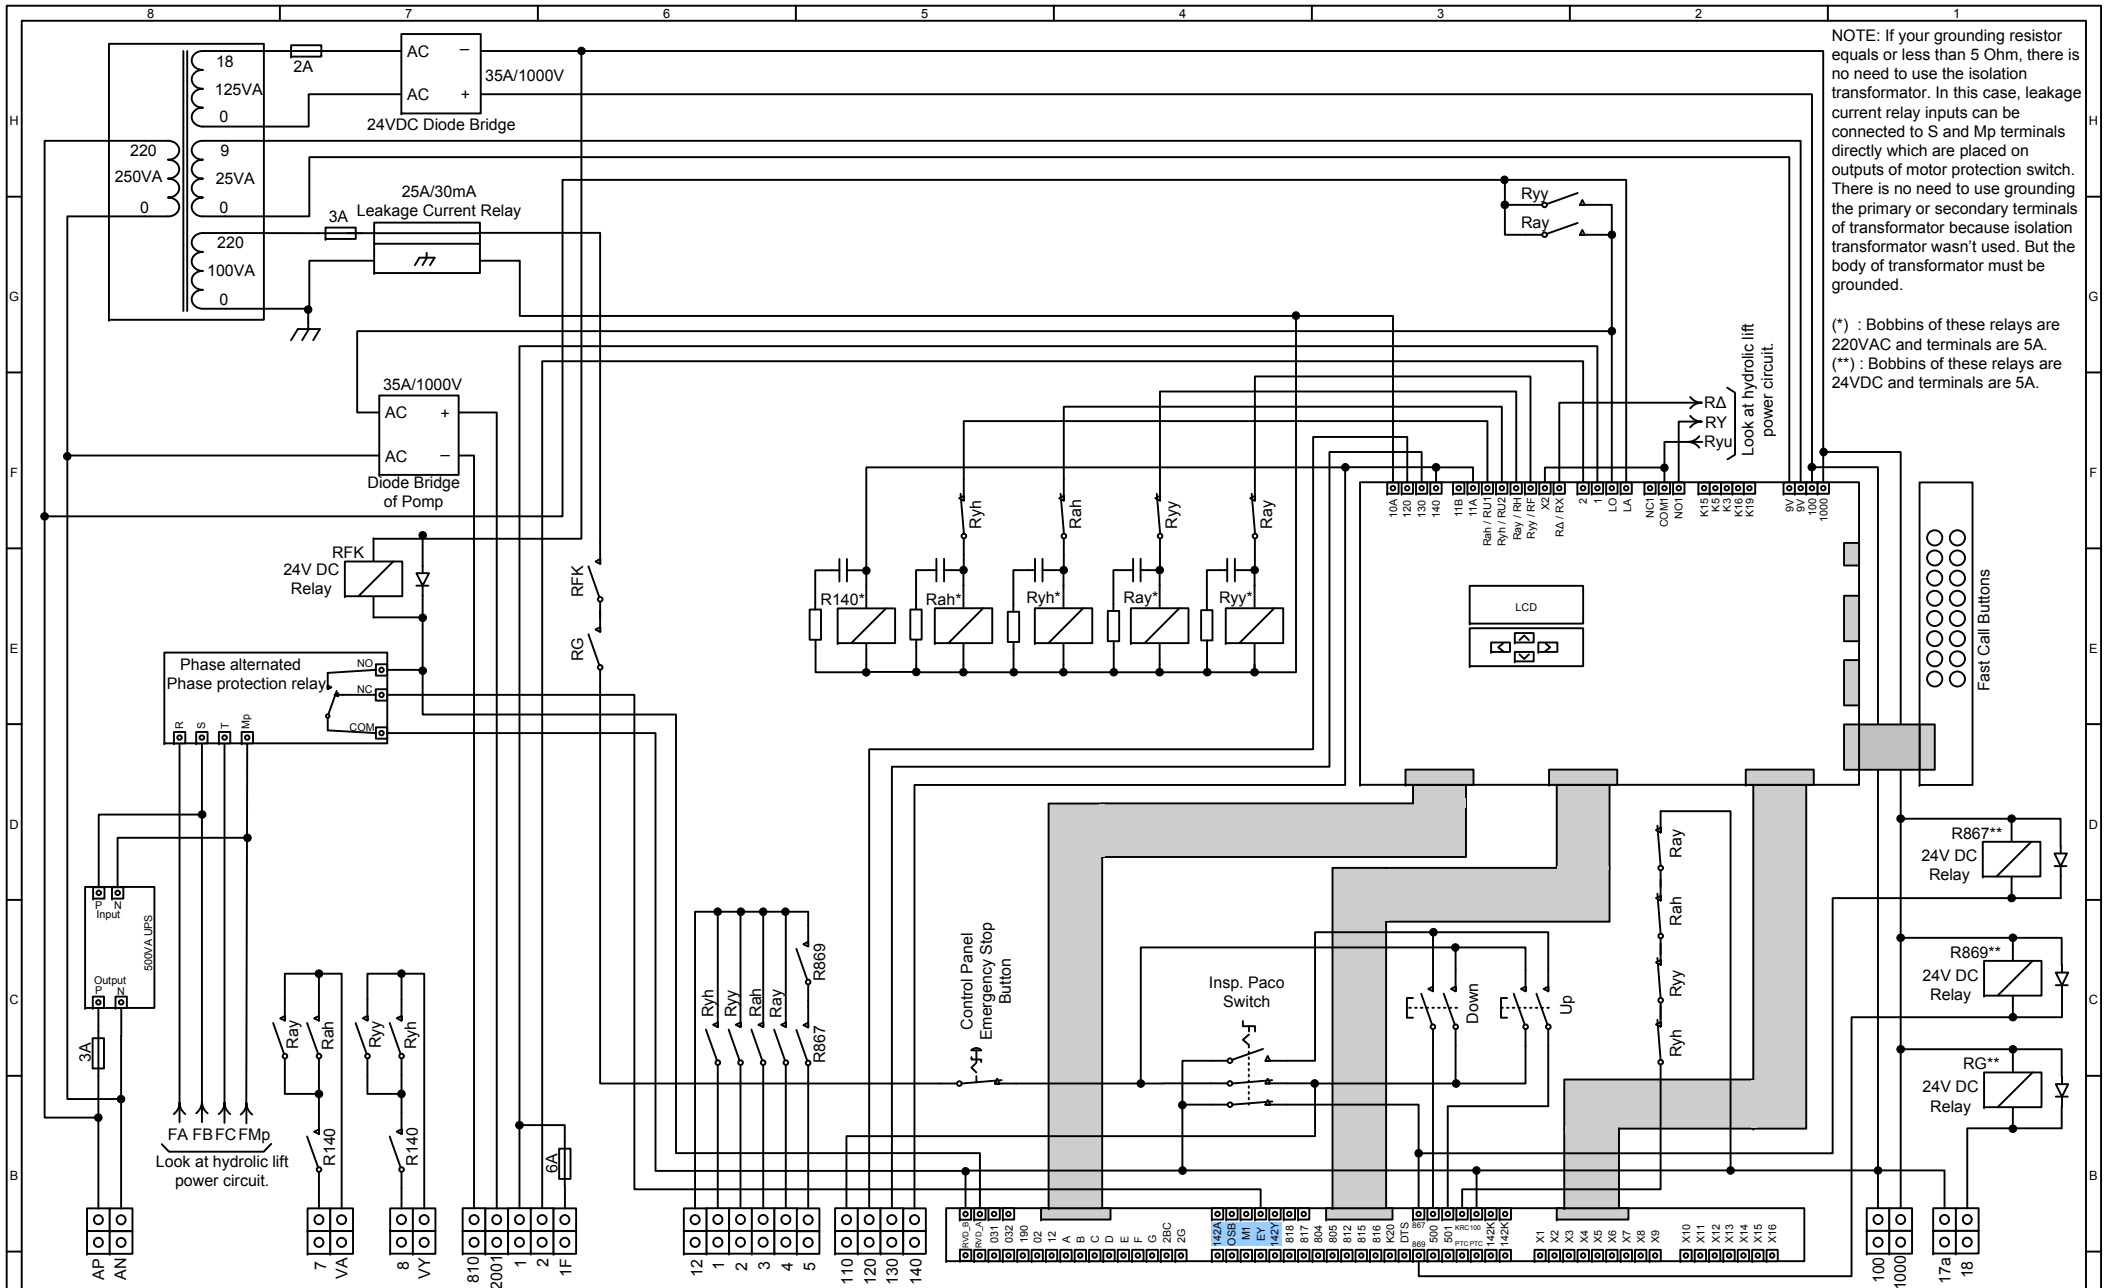 8 7 6 5 4 3 2 1
H
G
F
E
D
C
B
H
G
F
E
D
C
B
18
125VA
0
220
250VA
0
9
25VA
0
220
100VA
0
2A
AC −
AC +
35A/1000V
24VDC Diode Bridge
3A
25A/30mA
Leakage Current Relay
35A/1000V
AC +
AC −
Diode Bridge
of Pomp
Ryy
Ray
NOTE: If your grounding resistor
equals or less than 5 Ohm, there is
no need to use the isolation
transformator. In this case, leakage
current relay inputs can be
connected to S and Mp terminals
directly which are placed on
outputs of motor protection switch.
There is no need to use grounding
the primary or secondary terminals
of transformator because isolation
transformator wasn't used. But the
body of transformator must be
grounded.
(*) : Bobbins of these relays are
220VAC and terminals are 5A.
(**) : Bobbins of these relays are
24VDC and terminals are 5A.
RΔ
RY
Ryu
Look at hydrolic lift
power circuit.
10A
120
130
140
11B
11A
Rah / RU1
Ryh / RU2
Ray / RH
Ryy / RF
X2
RΔ / RX
2
1
LO
LA
NC1
COM1
NO1
K15
K5
K3
K16
K19
9V
9V
100
1000
LCD
Fast Call Buttons
Ryh
Rah
Ryy
Ray
R140*
Rah*
Ryh*
Ray*
Ryy*
RFK
24V DC
Relay
RFK
RG
Phase alternated
Phase protection relay
NO
NC
COM
R
S
T
Mp
P N
Input
500VA UPS
Output
P N
3A
FA FB FC FMp
Look at hydrolic lift
power circuit.
Ray
Rah
R140
Ryy
Ryh
R140
6A
Ryh
Ryy
Rah
Ray
R869
R867
Control Panel
Emergency Stop
Button
Insp. Paco
Switch
Down
Up
Ray
Rah
Ryy
Ryh
R867**
24V DC
Relay
R869**
24V DC
Relay
RG**
24V DC
Relay
AP
AN
7
VA
8
VY
810
2001
1
2
1F
12
1
2
3
4
5
110
120
130
140
RVD_B
RVD_A
031
032
190
02
12
A
B
C
D
E
F
G
2BC
2G
142A
OSB
M1
EY
142Y
818
817
804
805
812
815
816
K20
DTS
867
869
500
501
KRC 100
PTC PTC
142K
142K
X1
X2
X3
X4
X5
X6
X7
X8
X9
X10
X11
X12
X13
X14
X15
X16
100
1000
17a
18